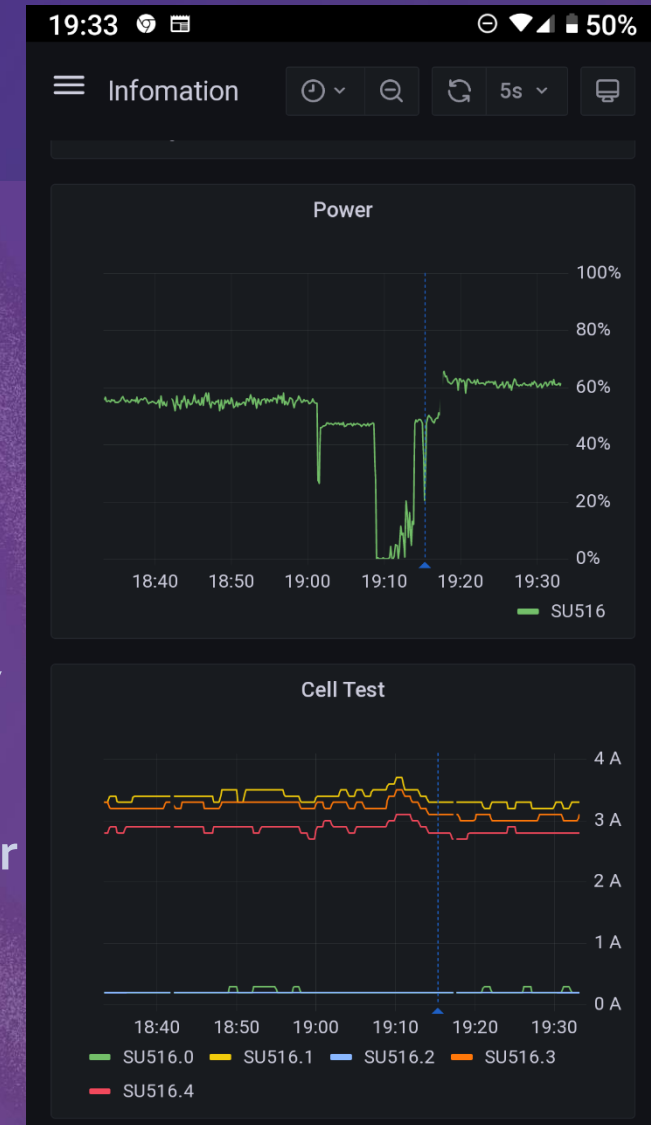 19:33 50%
Infomation 5s
Power
100%
80%
60%
40%
20%
0%
18:40 18:50 19:00 19:10 19:20 19:30
SU516
Cell Test
4 A
3 A
2 A
1 A
0 A
18:40 18:50 19:00 19:10 19:20 19:30
SU516.0 SU516.1 SU516.2 SU516.3
SU516.4
r